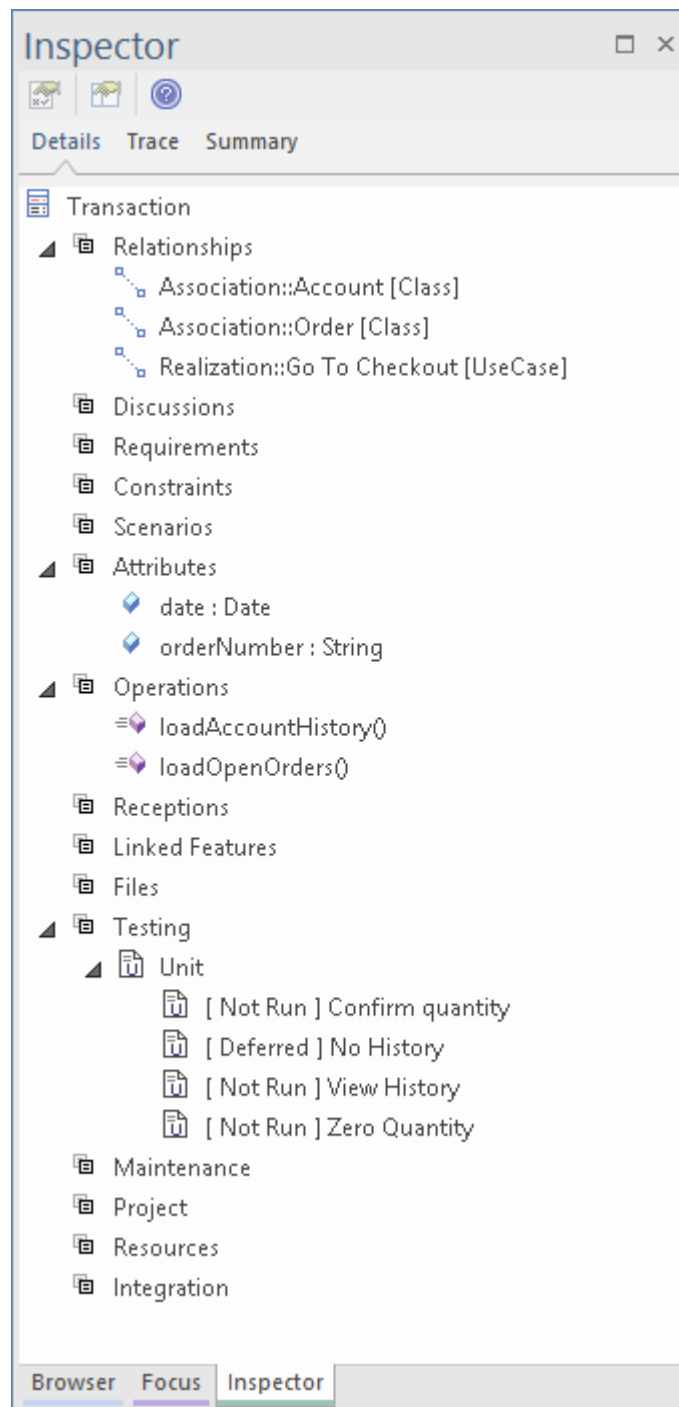 Inspector
Details Trace Summary
Transaction
Relationships
Association::Account [Class]
Association::Order [Class]
Realization::Go To Checkout [UseCase]
Discussions
Requirements
Constraints
Scenarios
Attributes
date : Date
orderNumber : String
Operations
loadAccountHistory()
loadOpenOrders()
Receptions
Linked Features
Files
Testing
Unit
[ Not Run ] Confirm quantity
[ Deferred ] No History
[ Not Run ] View History
[ Not Run ] Zero Quantity
Maintenance
Project
Resources
Integration
Browser Focus Inspector